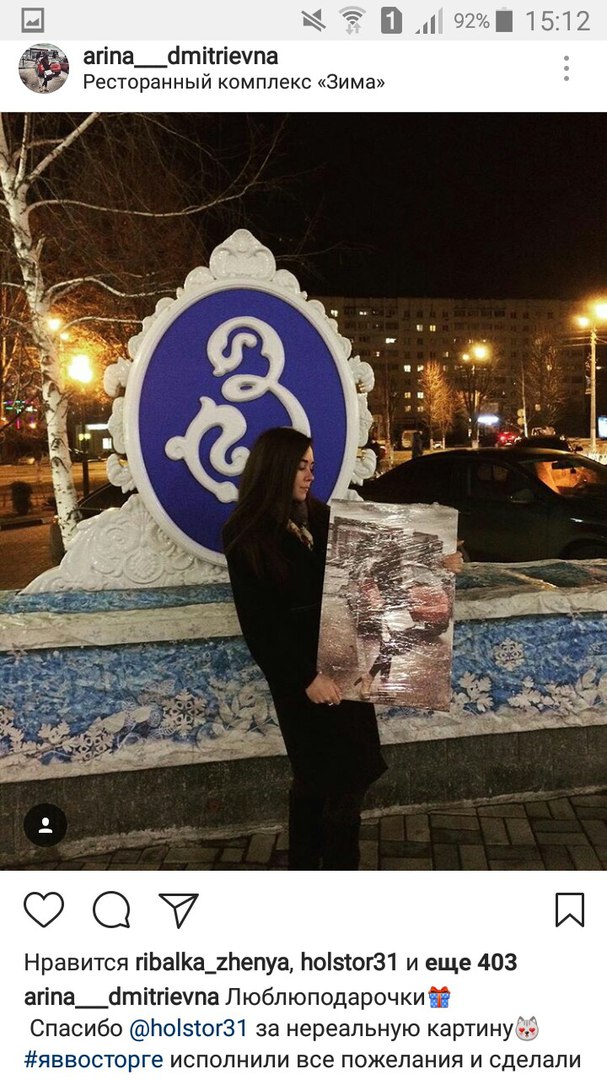 1 92% 15:12
arina___dmitrievna
Ресторанный комплекс «Зима»
Нравится ribalka_zhenya, holstor31 и еще 403
arina___dmitrievna Люблюподарочки🎁
Спасибо @holstor31 за нереальную картину😻
#яввосторге исполнили все пожелания и сделали